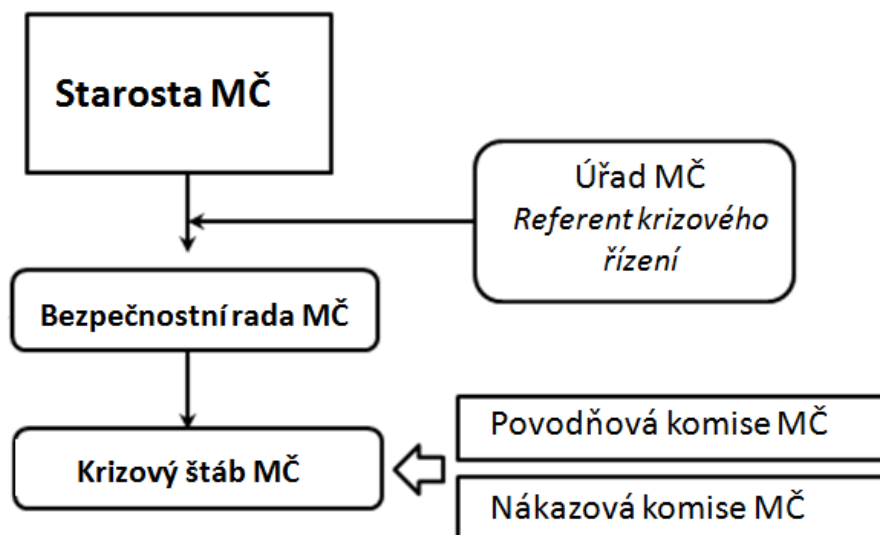 Starosta MČ
Úřad MČ
Referent krizového
řízení
Bezpečnostní rada MČ
Krizový štáb MČ
Povodňová komise MČ
Nákazová komise MČ